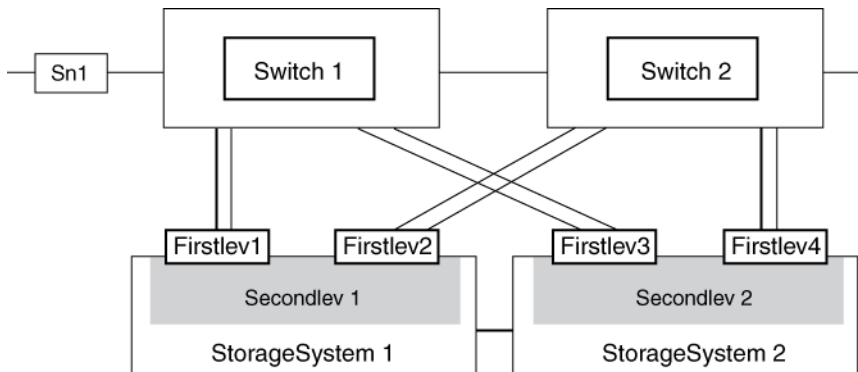 Sn1
Switch 1
Switch 2
Firstlev1
Firstlev2
Firstlev3
Firstlev4
Secondlev 1
Secondlev 2
StorageSystem 1
StorageSystem 2